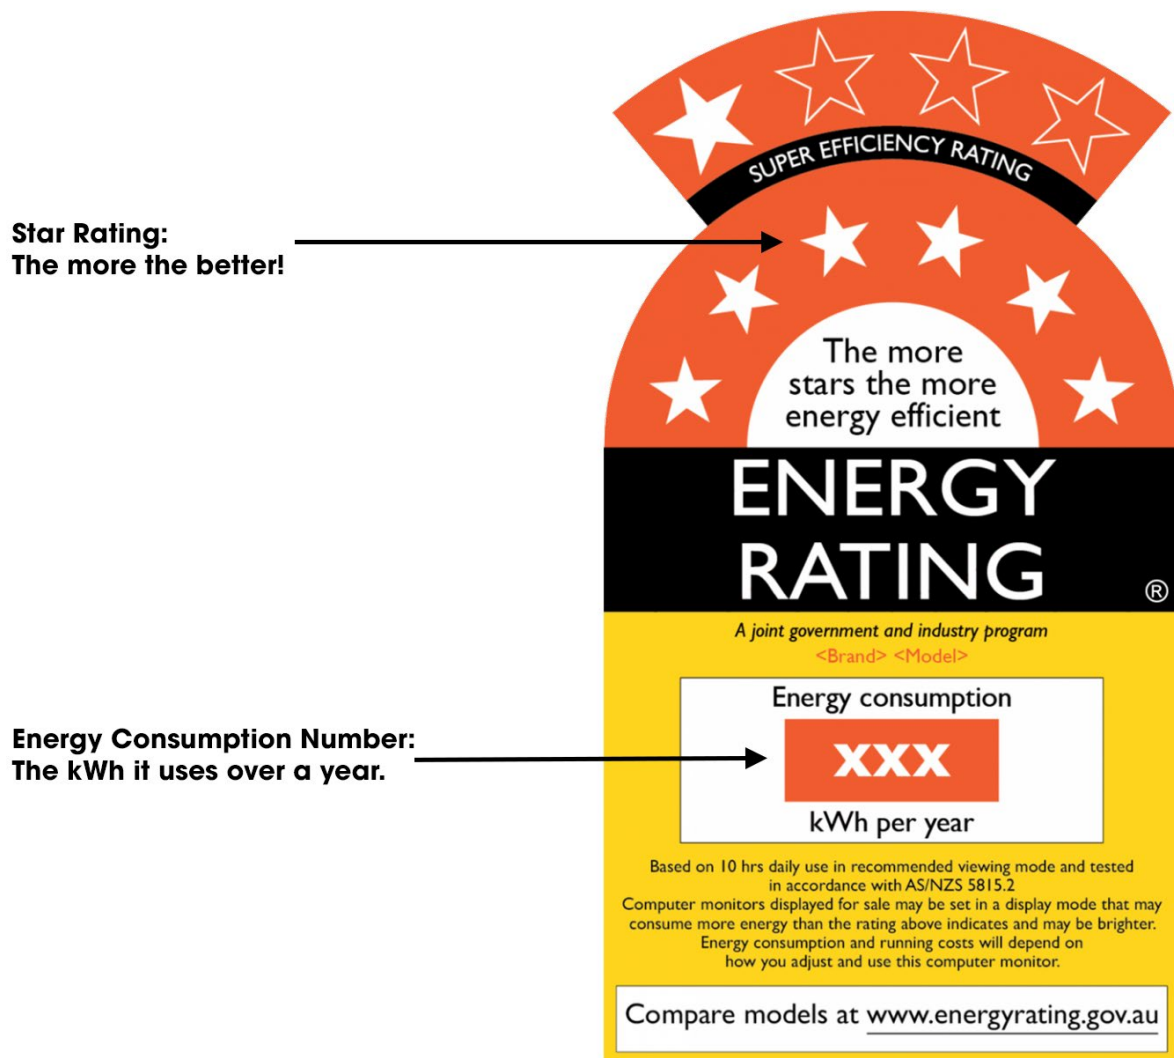 SUPER EFFICIENCY RATING
Star Rating:
The more the better!
The more
stars the more
energy efficient
ENERGY
RATING
®
A joint government and industry program
<Brand> <Model>
Energy consumption
Energy Consumption Number:
The kWh it uses over a year.
xxx
kWh per year
Based on 10 hrs daily use in recommended viewing mode and tested
in accordance with AS/NZS 5815.2
Computer monitors displayed for sale may be set in a display mode that may
consume more energy than the rating above indicates and may be brighter.
Energy consumption and running costs will depend on
how you adjust and use this computer monitor.
Compare models at www.energyrating.gov.au